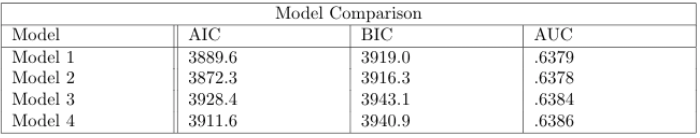 Model Comparison
Model AIC BIC AUC
Model 1 3889.6 3919.0 .6379
Model 2 3872.3 3916.3 .6378
Model 3 3928.4 3943.1 .6384
Model 4 3911.6 3940.9 .6386